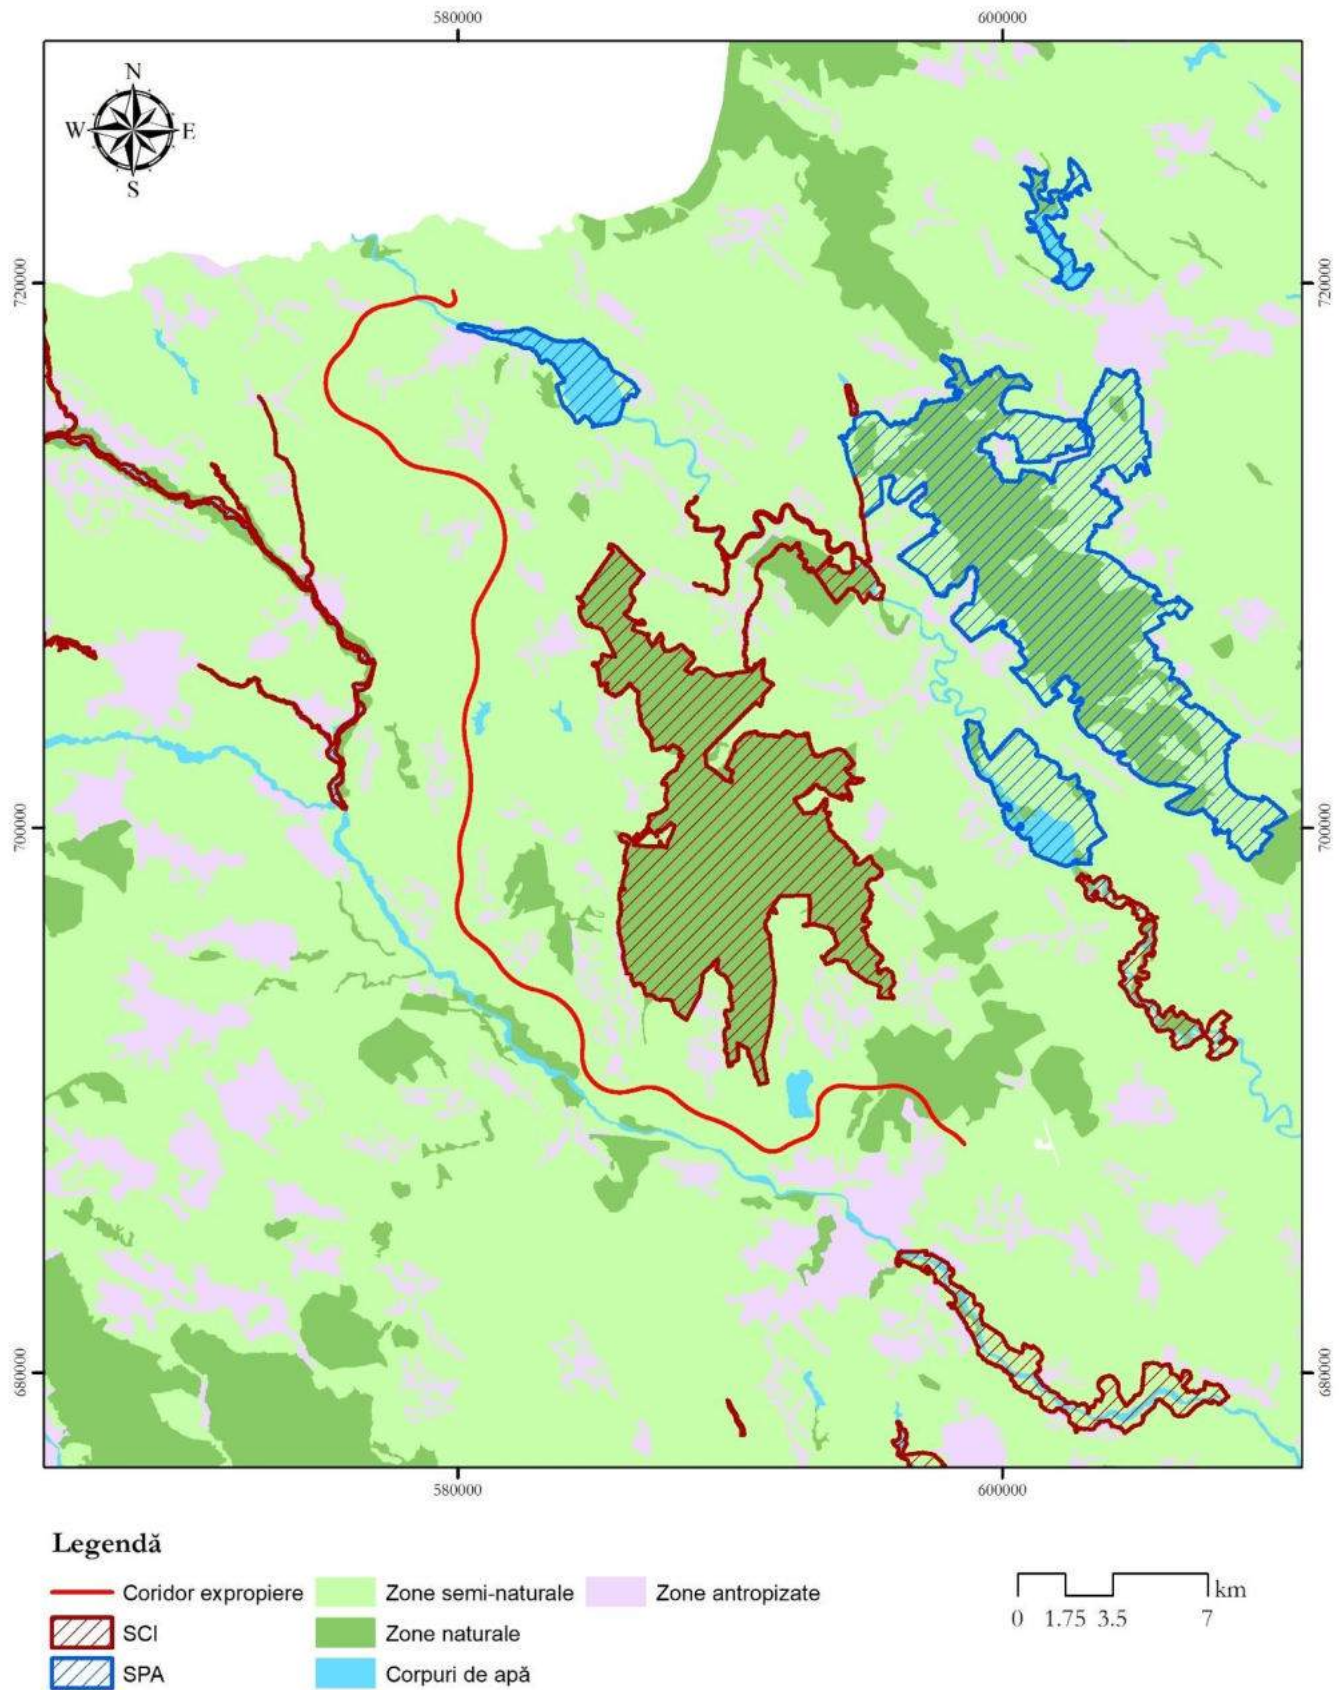 580000 600000
N
W E
S
720000 720000
700000 700000
680000 680000
580000 600000
Legendă
Coridor expropiere Zone semi-naturale Zone antropizate
SCI Zone naturale
SPA Corpuri de apă
km
0 1.75 3.5 7